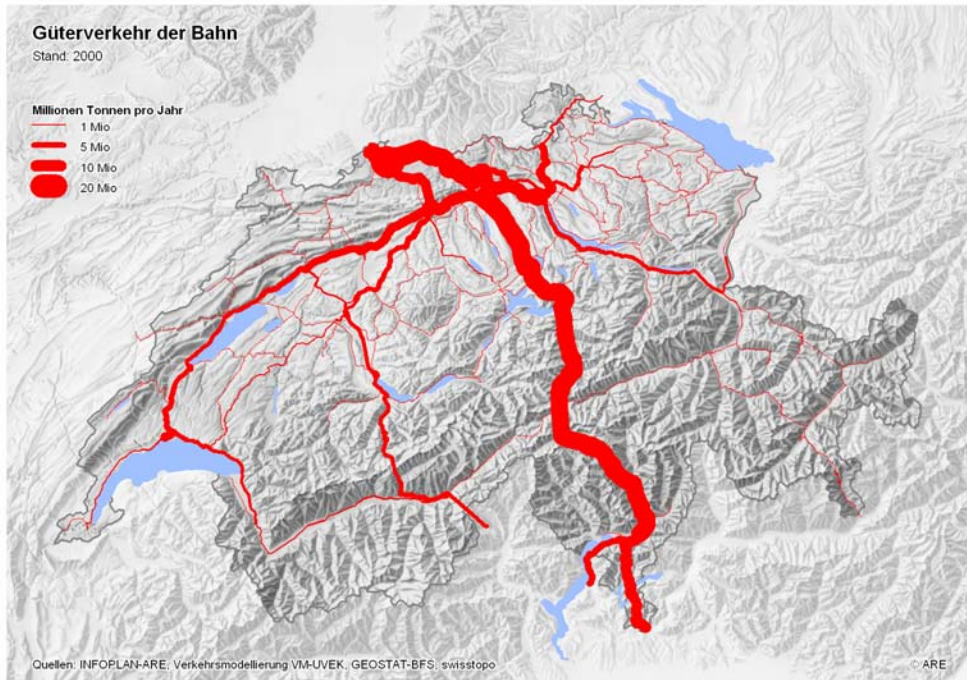 Güterverkehr der Bahn
Stand: 2000
Millionen Tonnen pro Jahr
1 Mio
5 Mio
10 Mio
20 Mio
Quellen: INFOPLAN-ARE, Verkehrsmodellierung VM-UVEK, GEOSTAT-BFS, swisstopo
© ARE